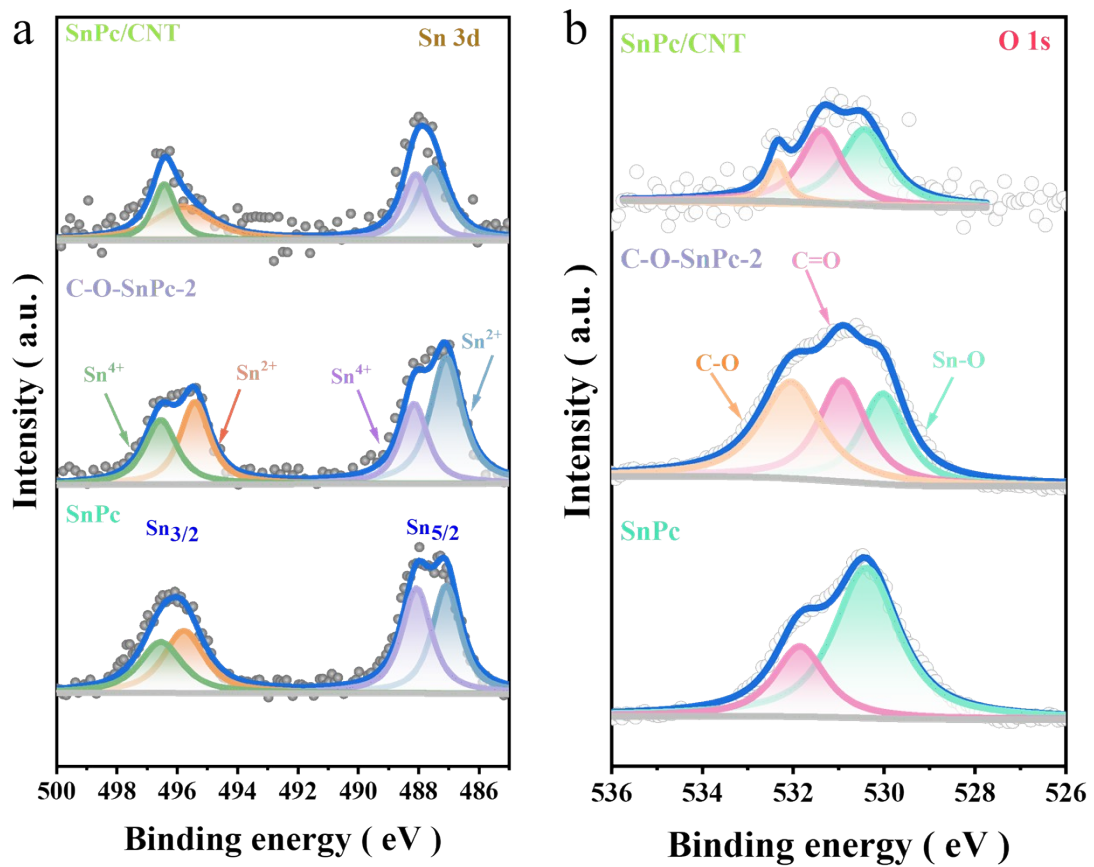 a
SnPc/CNT
Sn 3d
C-O-SnPc-2
Sn4+
Sn2+
Sn4+
Sn2+
SnPc
Sn3/2
Sn5/2
Intensity ( a.u. )
500 498 496 494 492 490 488 486
Binding energy ( eV )
b
SnPc/CNT
O 1s
C-O-SnPc-2
C=O
C-O
Sn-O
SnPc
Intensity ( a.u. )
536 534 532 530 528 526
Binding energy ( eV )